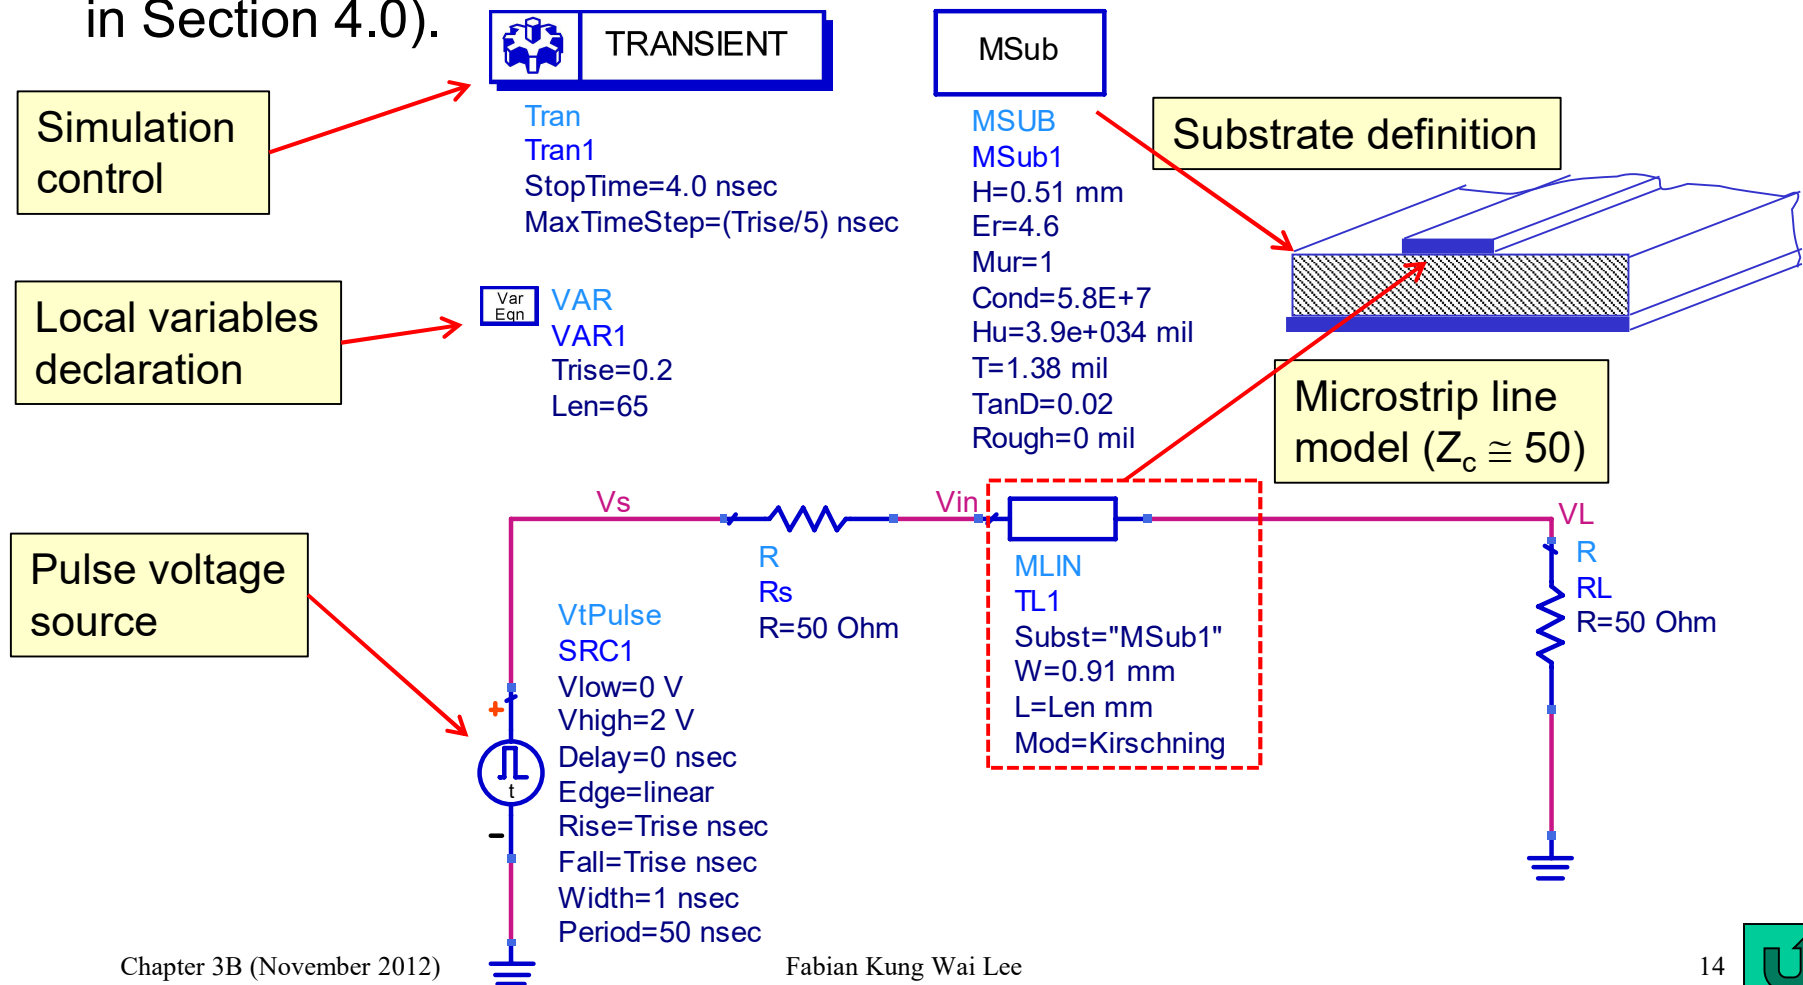 in Section 4.0).
TRANSIENT
MSub
Simulation
control
Tran
Tran1
StopTime=4.0 nsec
MaxTimeStep=(Trise/5) nsec
MSUB
MSub1
H=0.51 mm
Er=4.6
Mur=1
Cond=5.8E+7
Hu=3.9e+034 mil
T=1.38 mil
TanD=0.02
Rough=0 mil
Substrate definition
Local variables
declaration
Var
Eqn
VAR
VAR1
Trise=0.2
Len=65
Microstrip line
model (Zc ≅ 50)
Vs
Vin
VL
Pulse voltage
source
R
Rs
R=50 Ohm
MLIN
TL1
Subst="MSub1"
W=0.91 mm
L=Len mm
Mod=Kirschning
R
RL
R=50 Ohm
+
t
-
VtPulse
SRC1
Vlow=0 V
Vhigh=2 V
Delay=0 nsec
Edge=linear
Rise=Trise nsec
Fall=Trise nsec
Width=1 nsec
Period=50 nsec
Chapter 3B (November 2012)
Fabian Kung Wai Lee
14